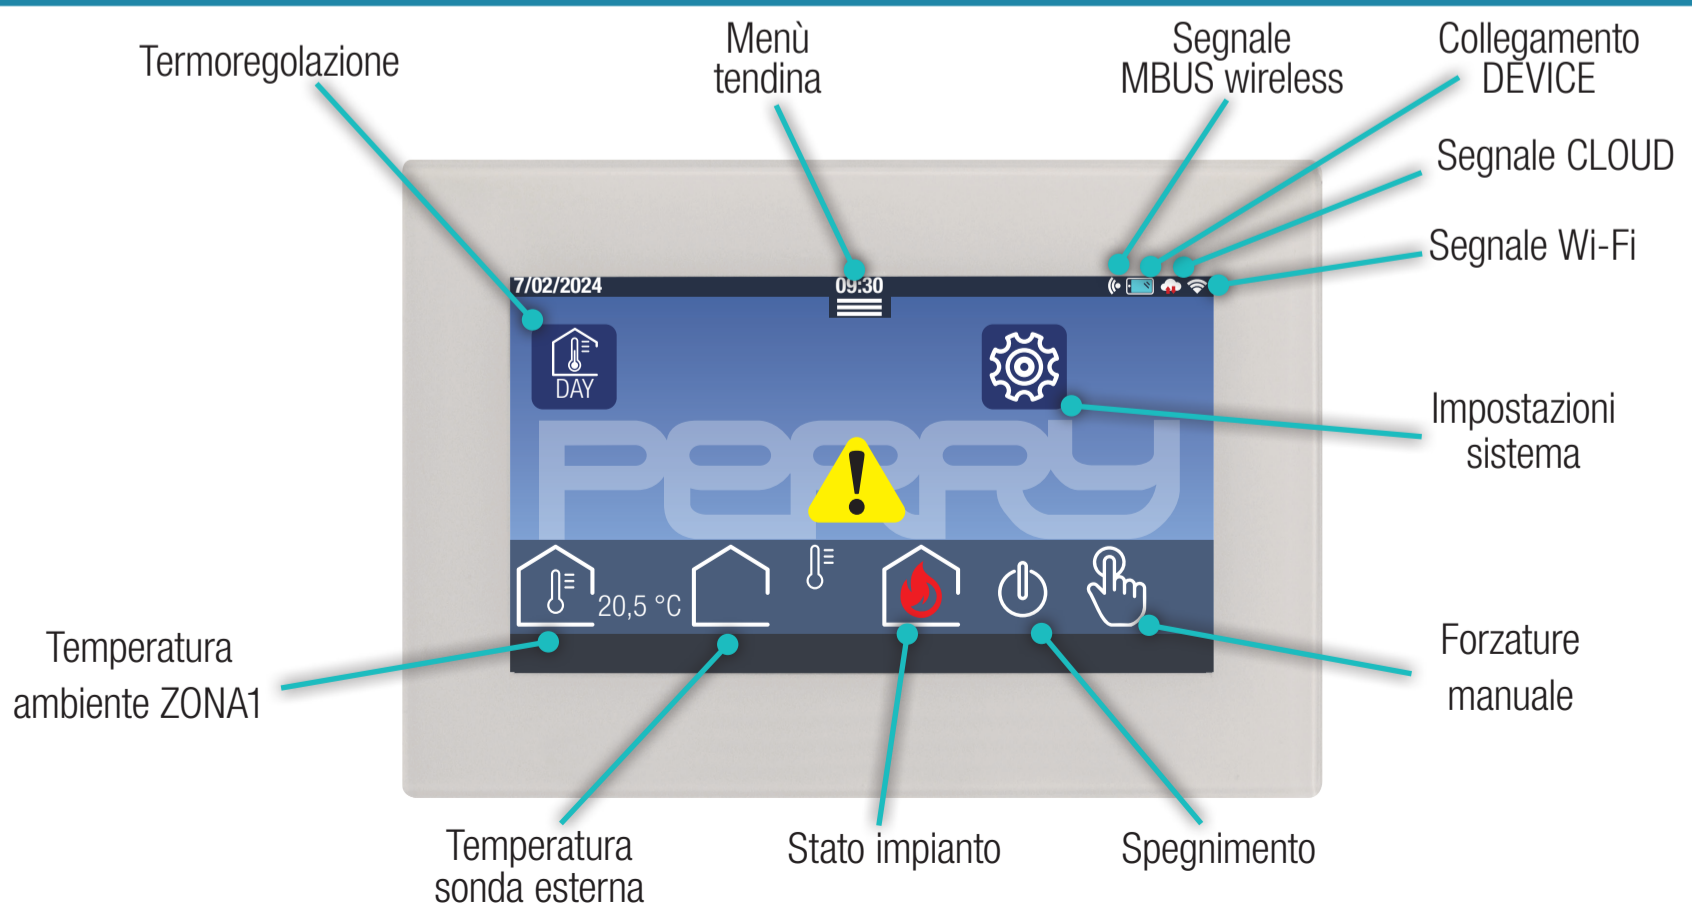 Termoregolazione
Menù
tendina
Segnale
MBUS wireless
Collegamento
DEVICE
Segnale CLOUD
Segnale Wi-Fi
7/02/2024
09:30
DAY
Impostazioni
sistema
PERRY
20,5 °C
Temperatura
ambiente ZONA1
Forzature
manuale
Temperatura
sonda esterna
Stato impianto
Spegnimento